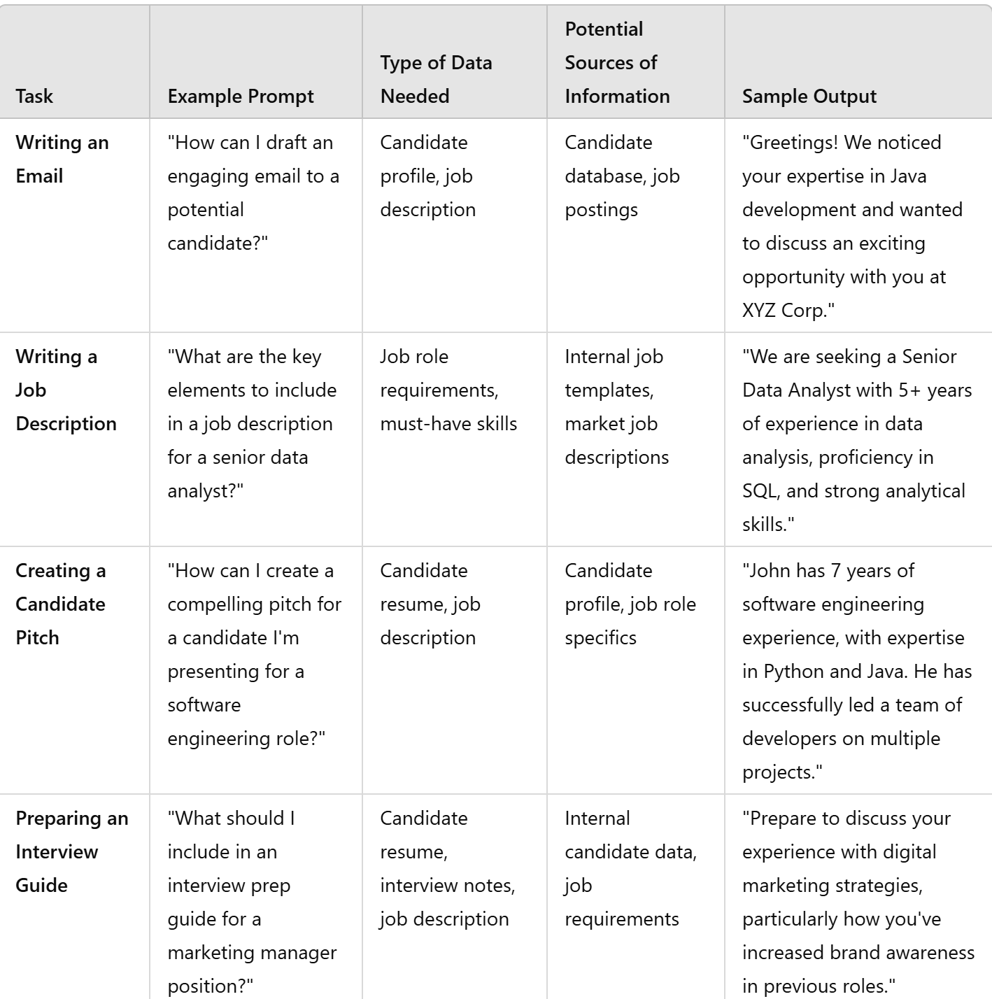 Task
Example Prompt
Type of Data
Needed
Potential
Sources of
Information
Sample Output
Writing an
Email
"How can I draft an
engaging email to a
potential
candidate?"
Candidate
profile, job
description
Candidate
database, job
postings
"Greetings! We noticed
your expertise in Java
development and wanted
to discuss an exciting
opportunity with you at
XYZ Corp."
Writing a
Job
Description
"What are the key
elements to include
in a job description
for a senior data
analyst?"
Job role
requirements,
must-have skills
Internal job
templates,
market job
descriptions
"We are seeking a Senior
Data Analyst with 5+ years
of experience in data
analysis, proficiency in
SQL, and strong analytical
skills."
Creating a
Candidate
Pitch
"How can I create a
compelling pitch for
a candidate I'm
presenting for a
software
engineering role?"
Candidate
resume, job
description
Candidate
profile, job role
specifics
"John has 7 years of
software engineering
experience, with expertise
in Python and Java. He has
successfully led a team of
developers on multiple
projects."
Preparing an
Interview
Guide
"What should I
include in an
interview prep
guide for a
marketing manager
position?"
Candidate
resume,
interview notes,
job description
Internal
candidate data,
job
requirements
"Prepare to discuss your
experience with digital
marketing strategies,
particularly how you've
increased brand awareness
in previous roles."